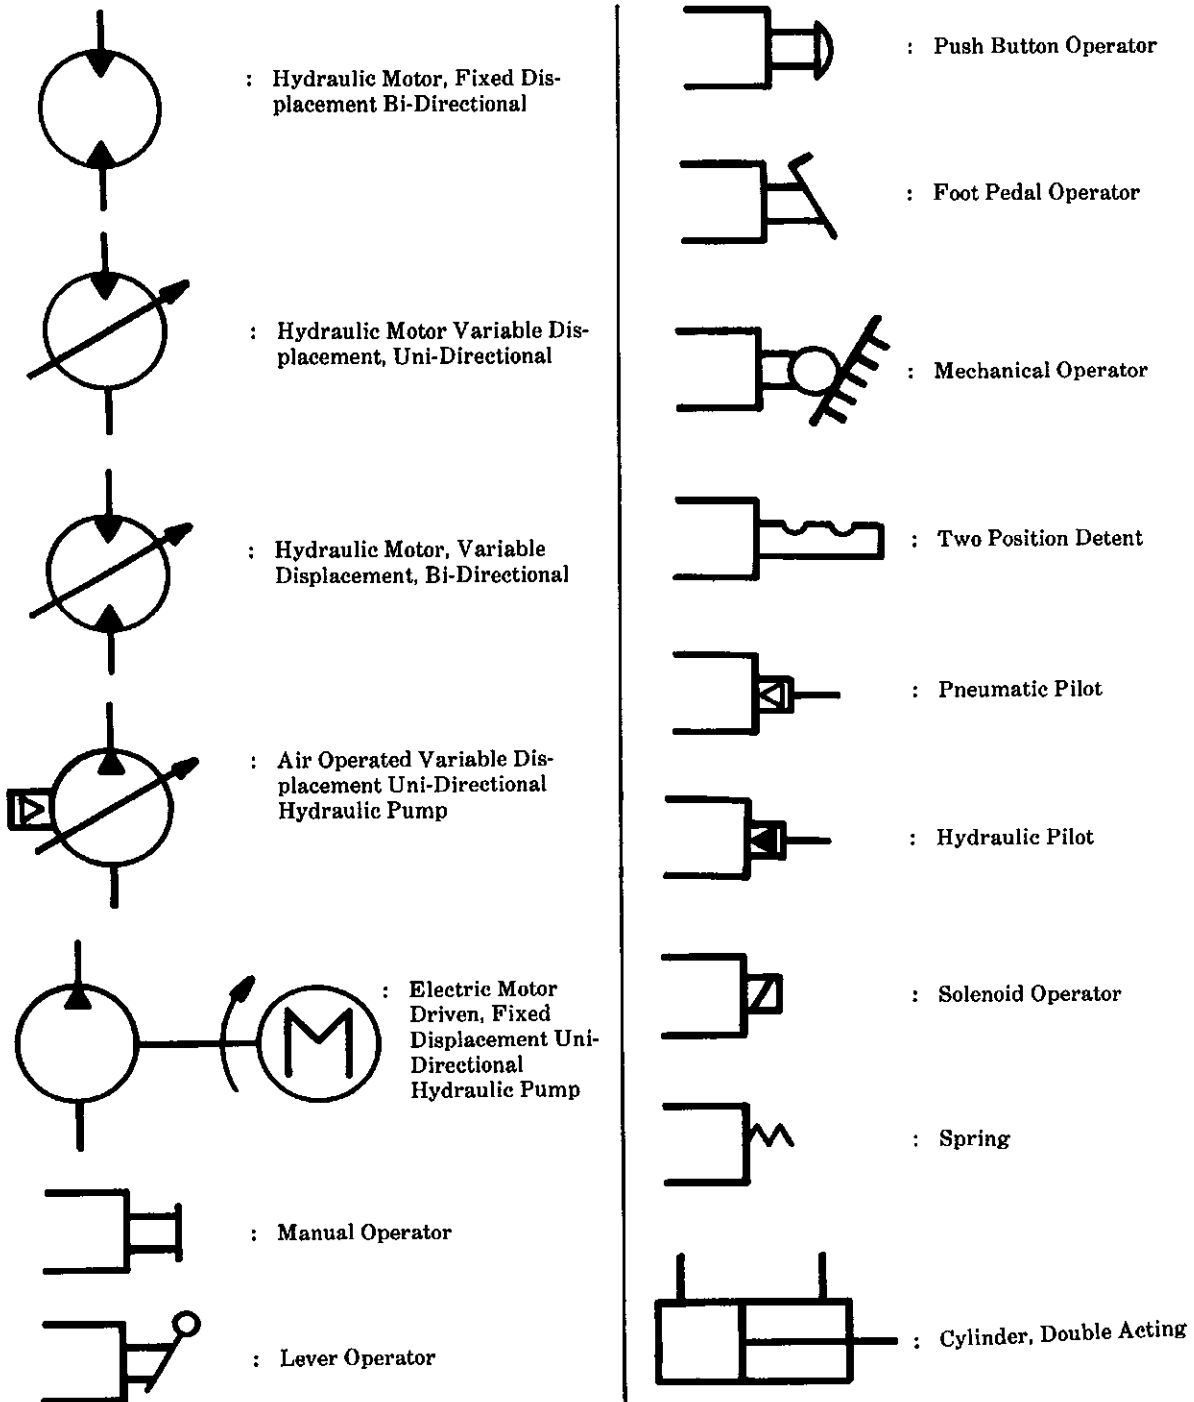 : Hydraulic Motor, Fixed Dis-
placement Bi-Directional
: Hydraulic Motor Variable Dis-
placement, Uni-Directional
: Hydraulic Motor, Variable
Displacement, Bi-Directional
: Air Operated Variable Dis-
placement Uni-Directional
Hydraulic Pump
M
: Electric Motor
Driven, Fixed
Displacement Uni-
Directional
Hydraulic Pump
: Manual Operator
: Lever Operator
: Push Button Operator
: Foot Pedal Operator
: Mechanical Operator
: Two Position Detent
: Pneumatic Pilot
: Hydraulic Pilot
: Solenoid Operator
: Spring
: Cylinder, Double Acting